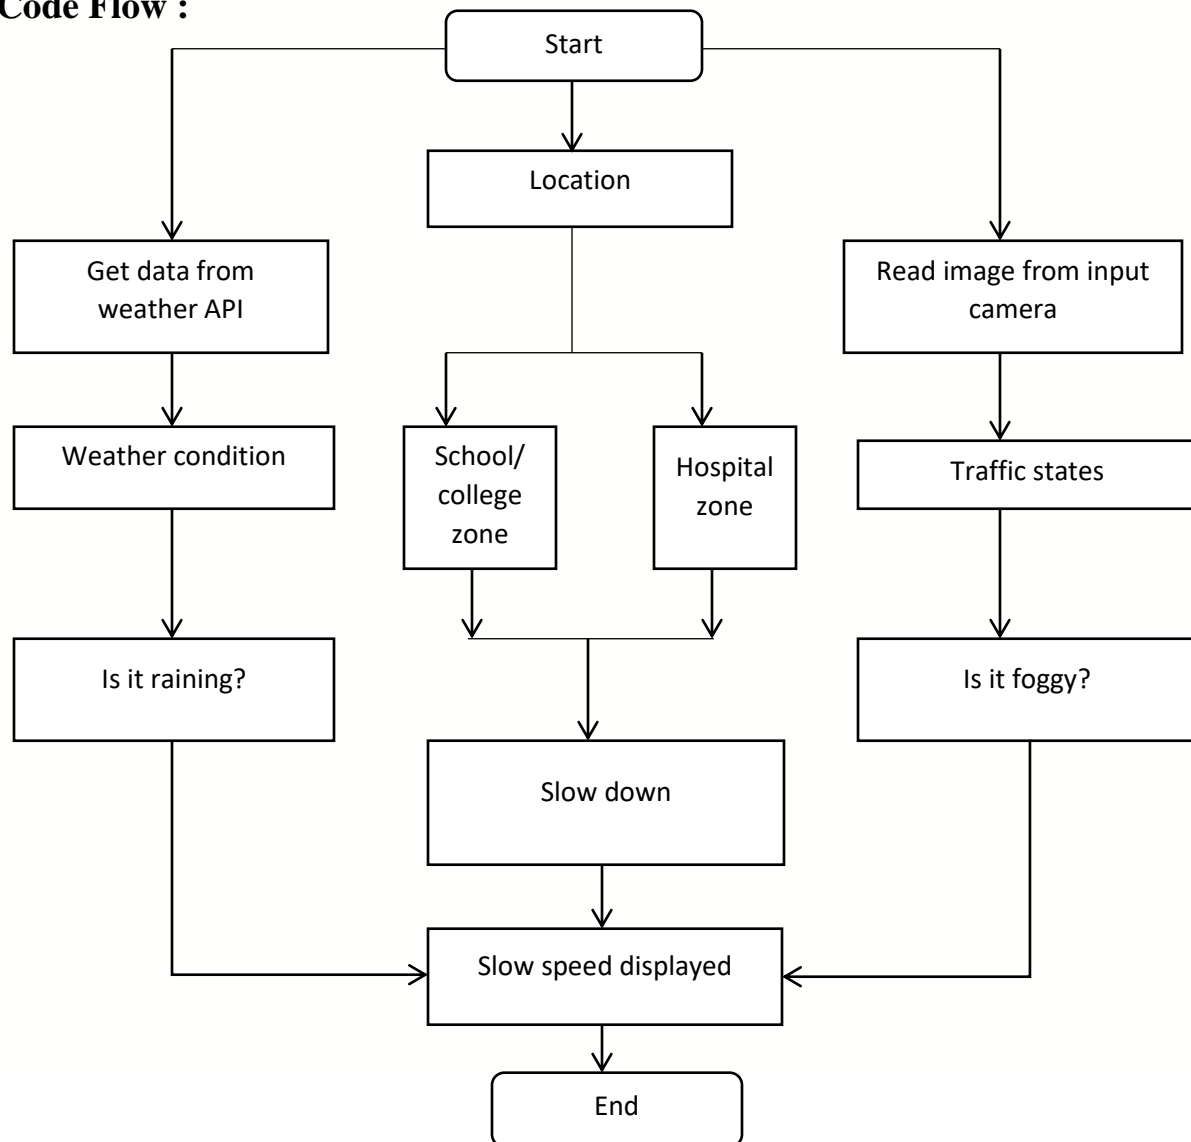 Code Flow :
Start
Location
Get data from
weather API
Read image from input
camera
Weather condition
School/
college
zone
Hospital
zone
Traffic states
Is it raining?
Is it foggy?
Slow down
Slow speed displayed
End